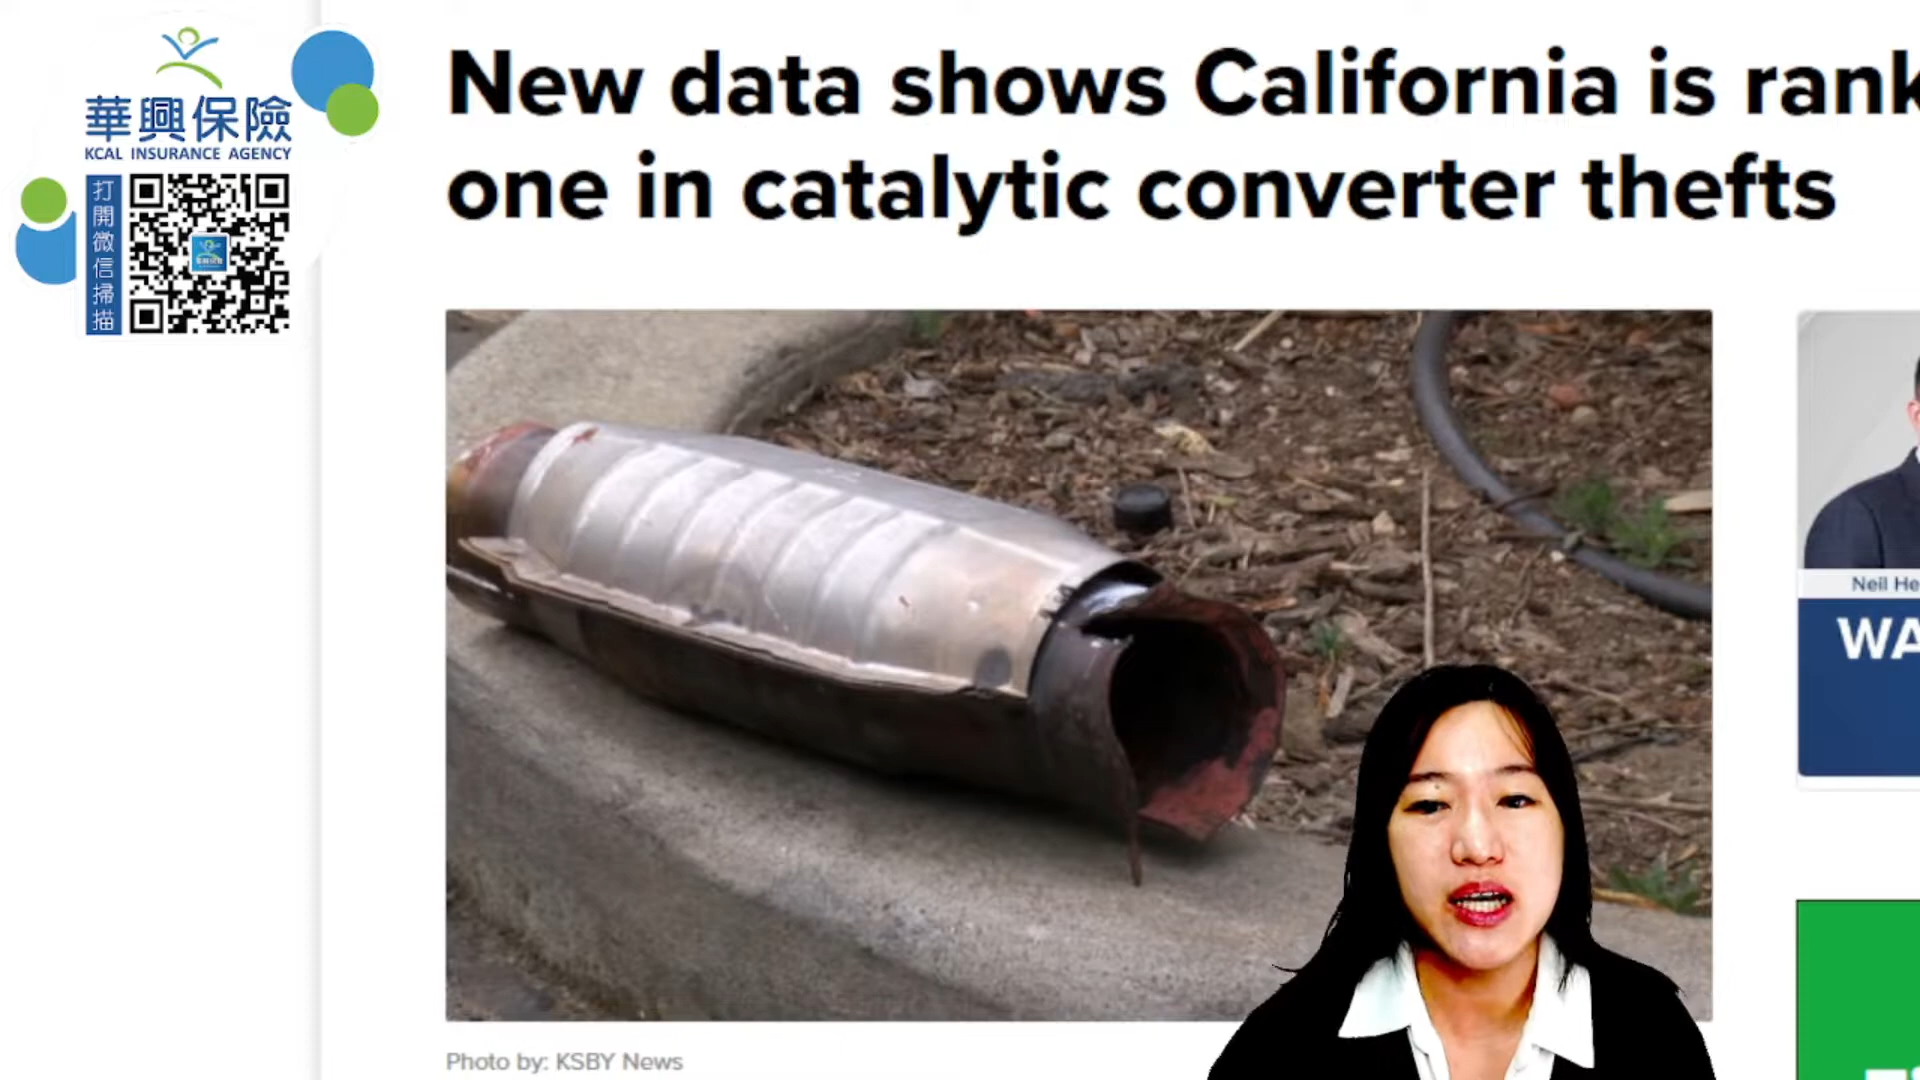 華興保險
KCAL INSURANCE AGENCY
打開微信掃描
New data shows California is rank
one in catalytic converter thefts
Neil He
WA
Photo by: KSBY News